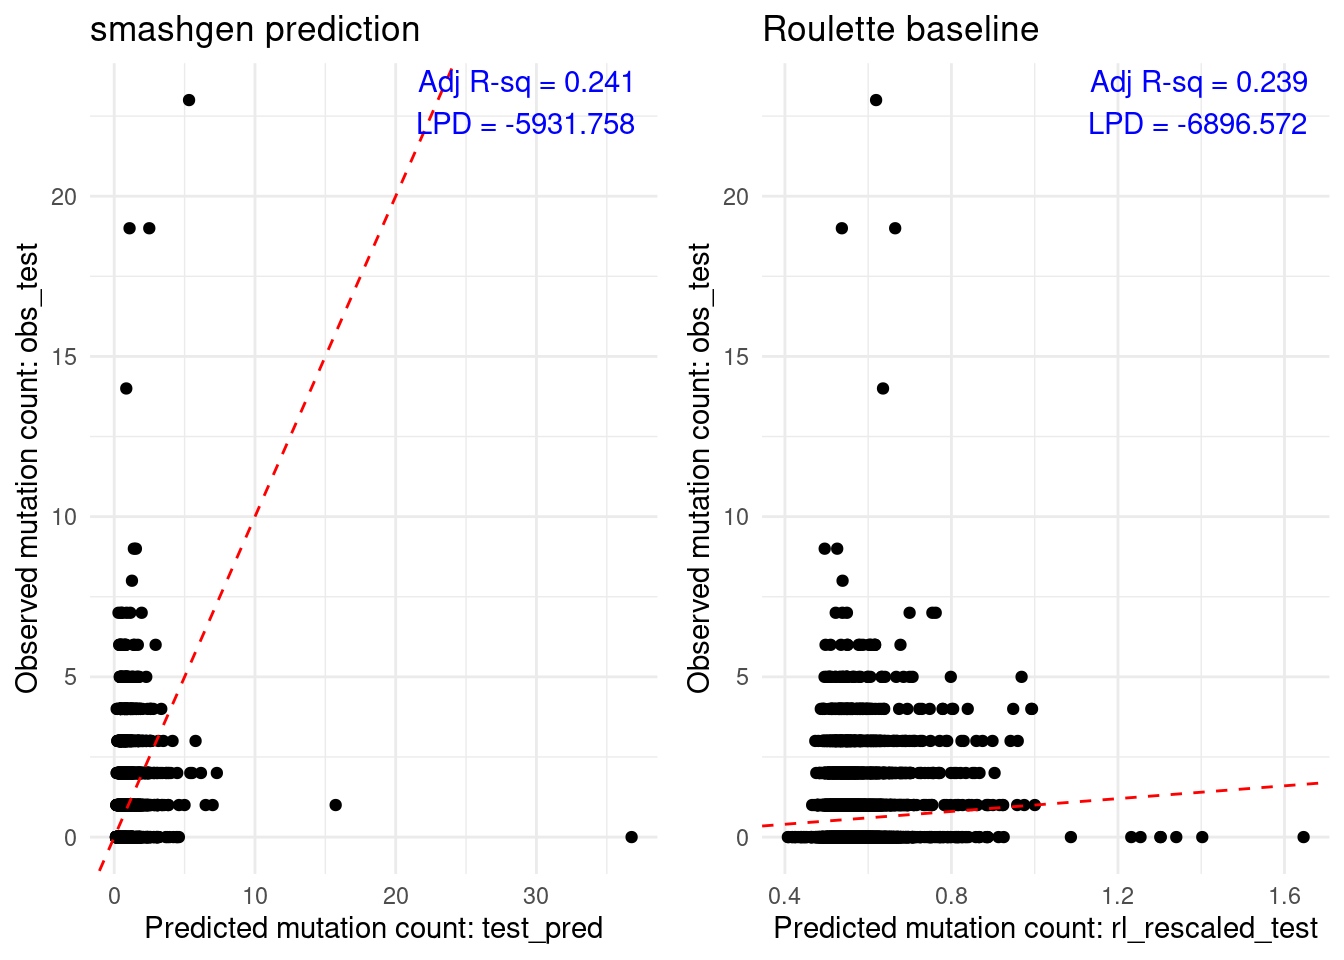 smashgen prediction
Adj R-sq = 0.241
LPD = -5931.758
Observed mutation count: obs_test
20
15
10
5
0
0
10
20
30
Predicted mutation count: test_pred
Roulette baseline
Adj R-sq = 0.239
LPD = -6896.572
Observed mutation count: obs_test
20
15
10
5
0
0.4
0.8
1.2
1.6
Predicted mutation count: rl_rescaled_test